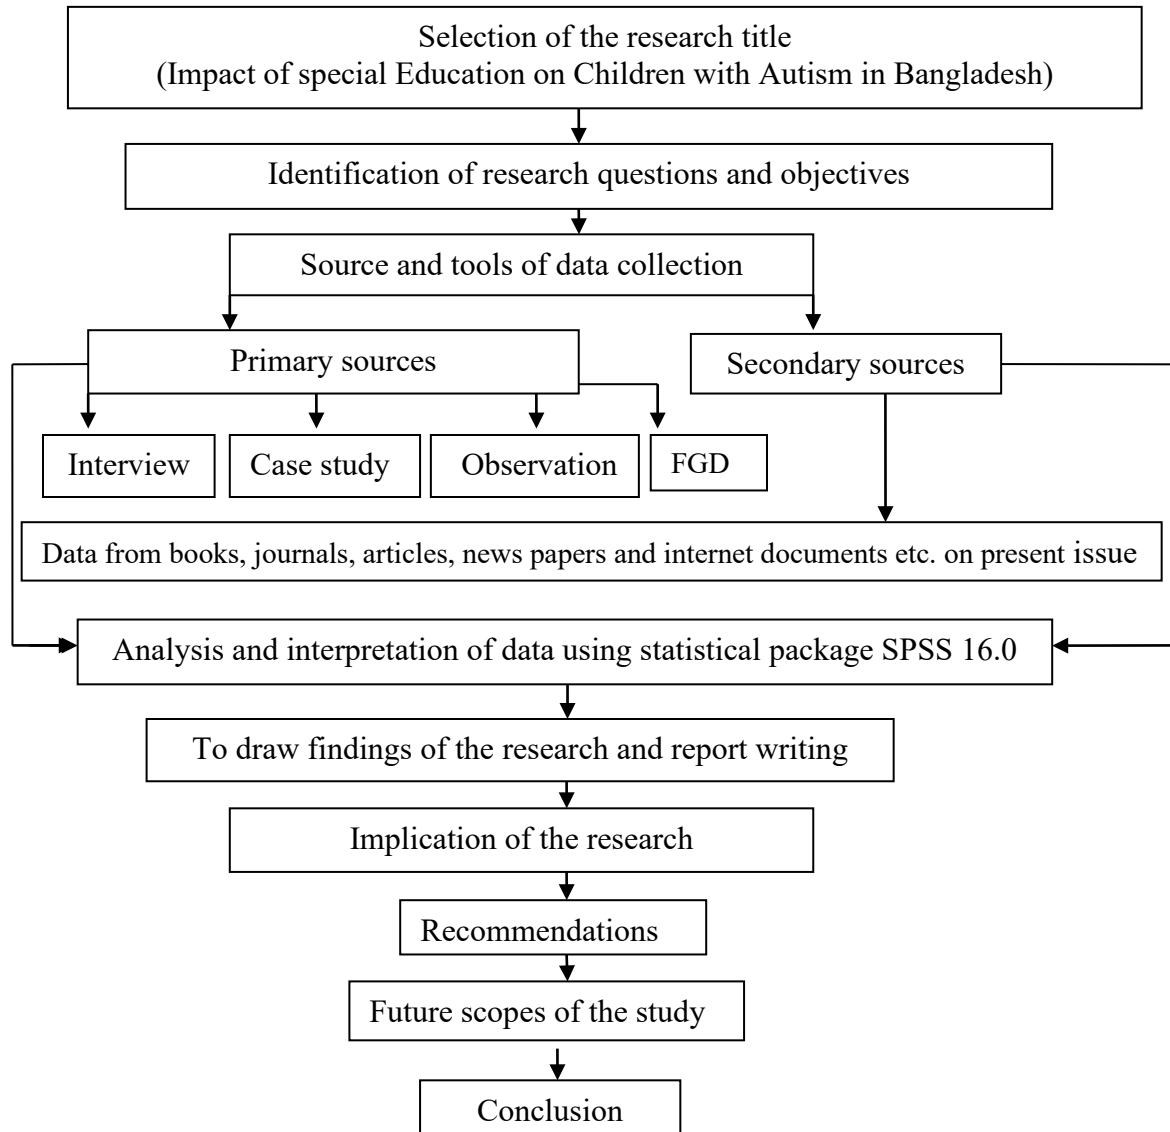 Selection of the research title
(Impact of special Education on Children with Autism in Bangladesh)
Identification of research questions and objectives
Source and tools of data collection
Primary sources
Secondary sources
Interview
Case study
Observation
FGD
Data from books, journals, articles, news papers and internet documents etc. on present issue
Analysis and interpretation of data using statistical package SPSS 16.0
To draw findings of the research and report writing
Implication of the research
Recommendations
Future scopes of the study
Conclusion